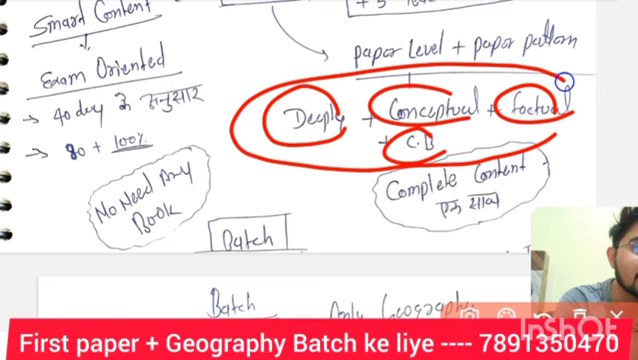 Smard Content
Exam Oriented
→ 40 day के अनुसार
→ 80 + 100%
No Need Any
Book
paper level + paper pattern
Deeply + Conceptual + factual
+ C.B
Complete Content
एक साथ
Batch
Batch
Only Geography
First paper + Geography Batch ke liye ---- 7891350470
InShOt